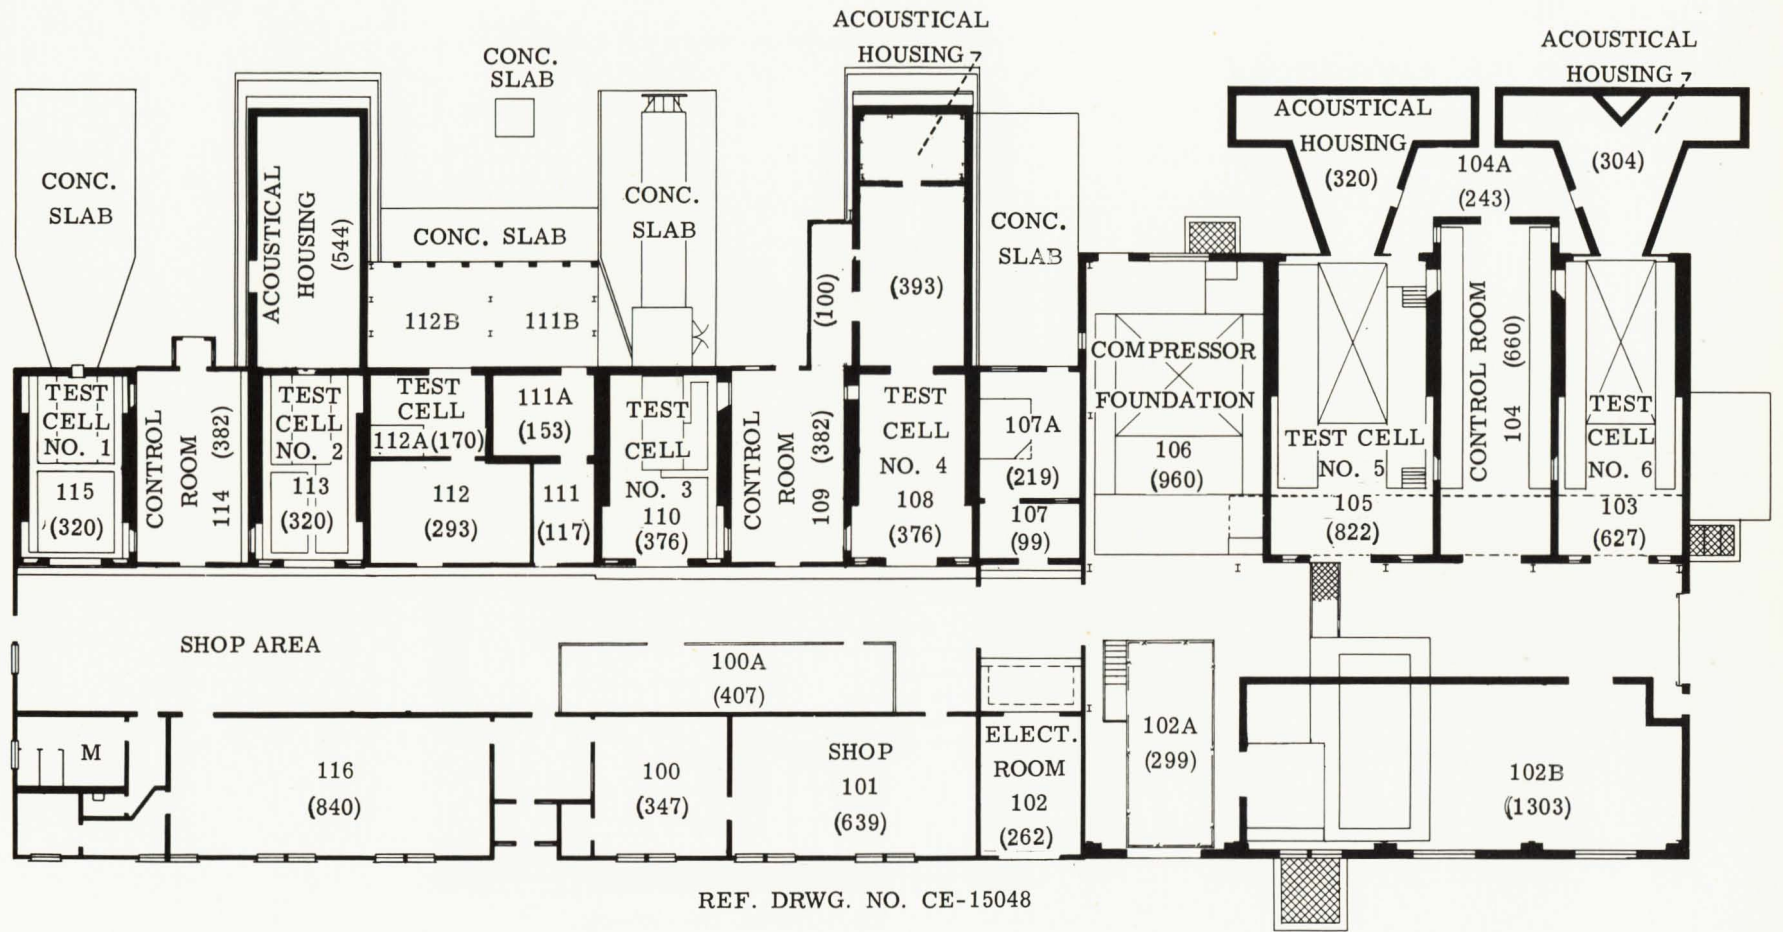 ACOUSTICAL
HOUSING
ACOUSTICAL
HOUSING
CONC.
SLAB
CONC.
SLAB
ACOUSTICAL
HOUSING
(544)
CONC. SLAB
CONC.
SLAB
(100)
(393)
CONC.
SLAB
ACOUSTICAL
HOUSING
(320)
104A
(243)
(304)
112B
111B
TEST
CELL
NO. 1
115
(320)
CONTROL
ROOM
114 (382)
TEST
CELL
NO. 2
113
(320)
TEST
CELL
112A (170)
112
(293)
111A
(153)
111
(117)
TEST
CELL
NO. 3
110
(376)
CONTROL
ROOM
109 (382)
TEST
CELL
NO. 4
108
(376)
107A
(219)
107
(99)
COMPRESSOR
FOUNDATION
106
(960)
TEST CELL
NO. 5
105
(822)
CONTROL ROOM
104 (660)
TEST
CELL
NO. 6
103
(627)
SHOP AREA
100A
(407)
M
116
(840)
100
(347)
SHOP
101
(639)
ELECT.
ROOM
102
(262)
102A
(299)
102B
(1303)
REF. DRWG. NO. CE-15048